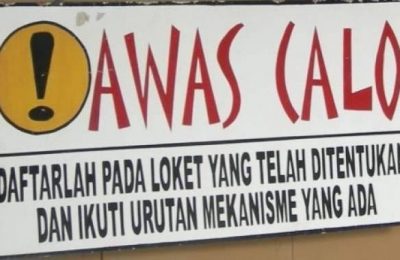 ! AWAS CALO
DAFTARLAH PADA LOKET YANG TELAH DITENTUKAN
DAN IKUTI URUTAN MEKANISME YANG ADA